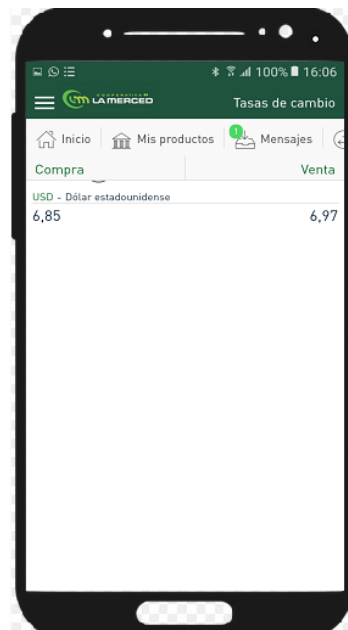 100% 16:06
COOPERATIVA
LA MERCED
Tasas de cambio
Inicio
Mis productos
1
Mensajes
Compra
Venta
USD - Dólar estadounidense
6,85
6,97